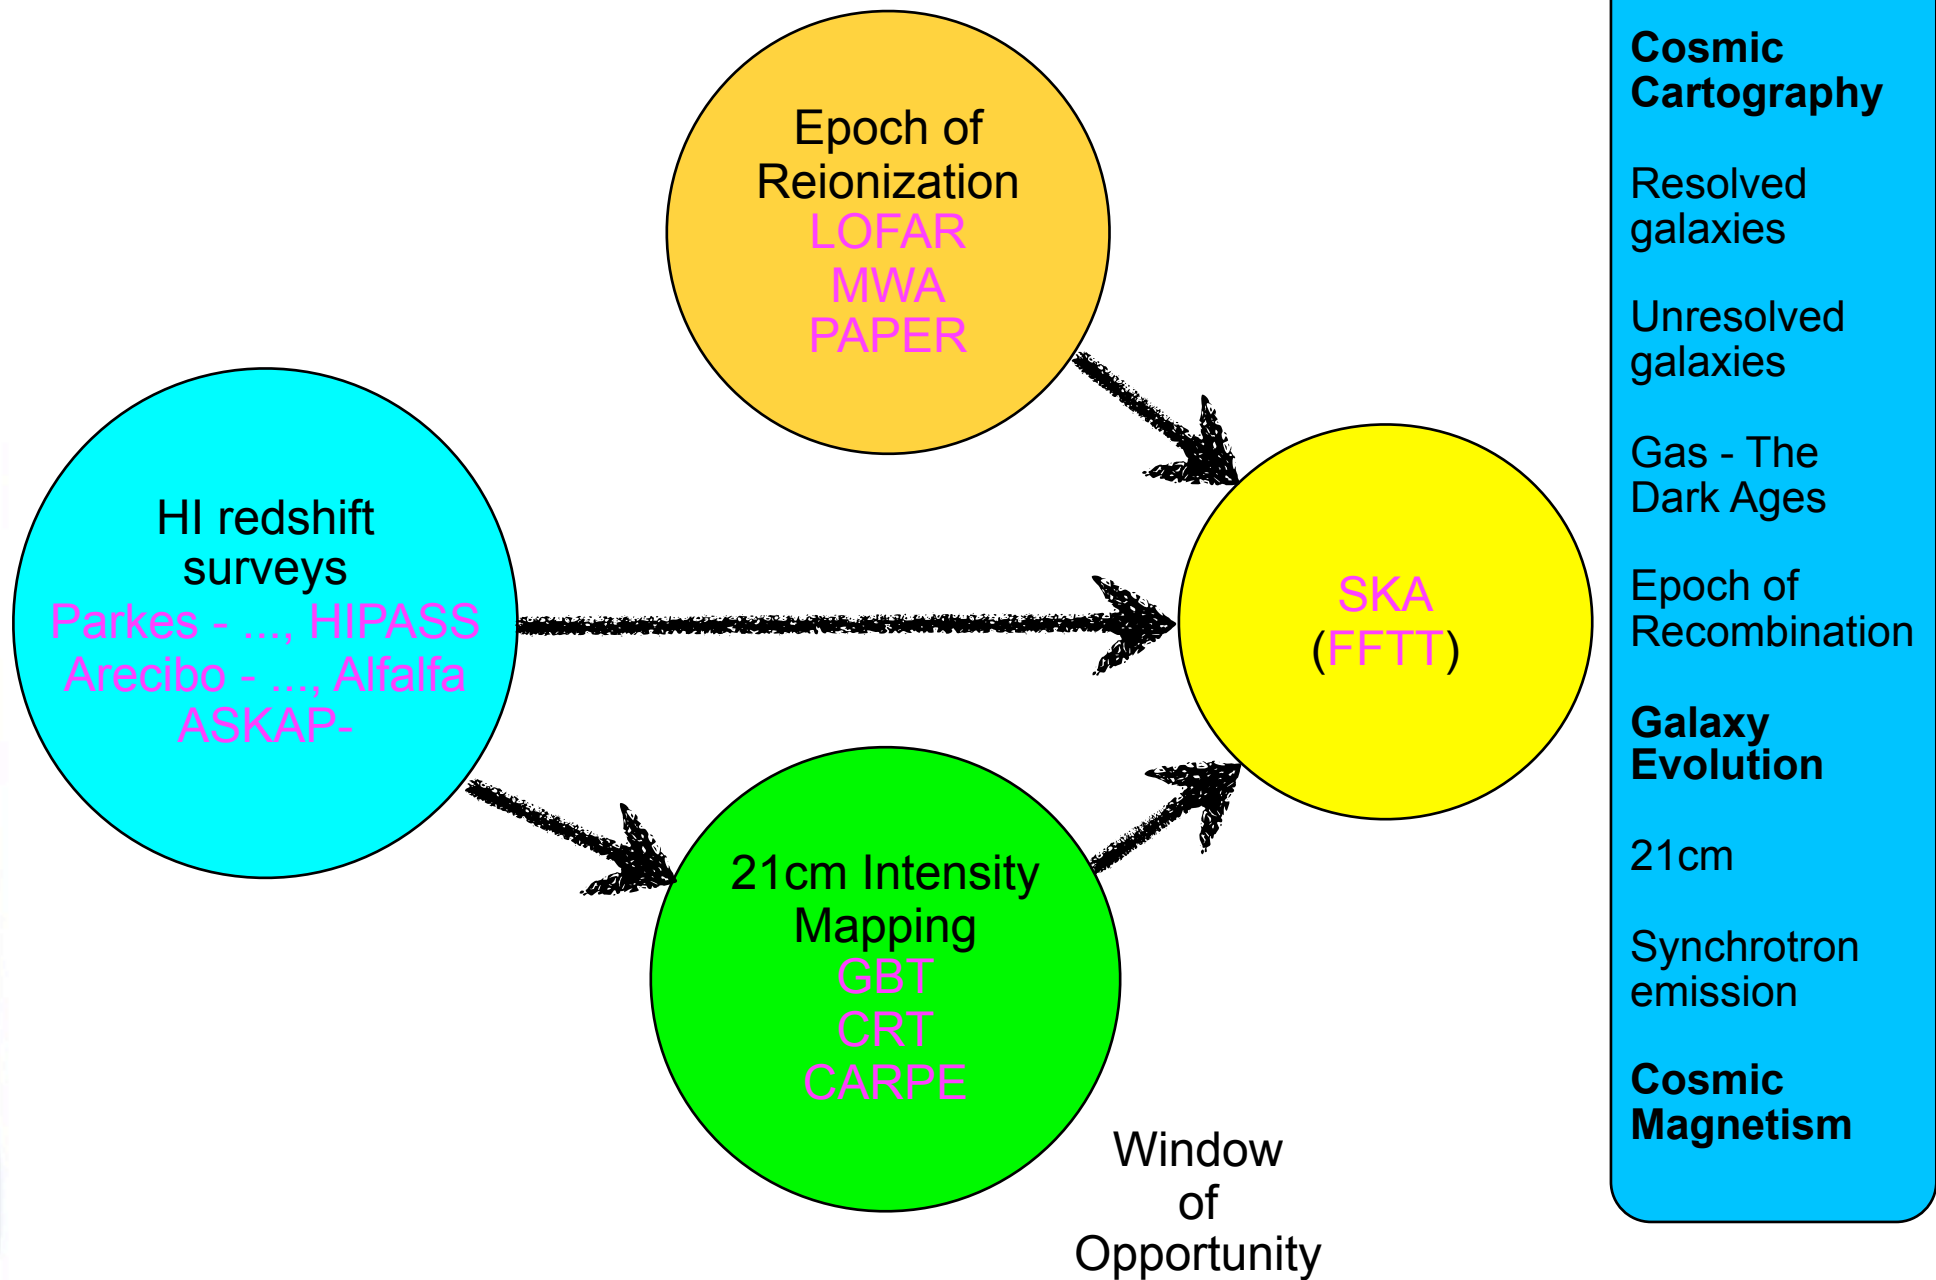 Epoch of
Reionization
LOFAR
MWA
PAPER
HI redshift
surveys
Parkes - ..., HIPASS
Arecibo - ..., Alfalfa
ASKAP-
SKA
(FFTT)
21cm Intensity
Mapping
GBT
CRT
CARPE
Window
of
Opportunity
Cosmic
Cartography
Resolved
galaxies
Unresolved
galaxies
Gas - The
Dark Ages
Epoch of
Recombination
Galaxy
Evolution
21cm
Synchrotron
emission
Cosmic
Magnetism